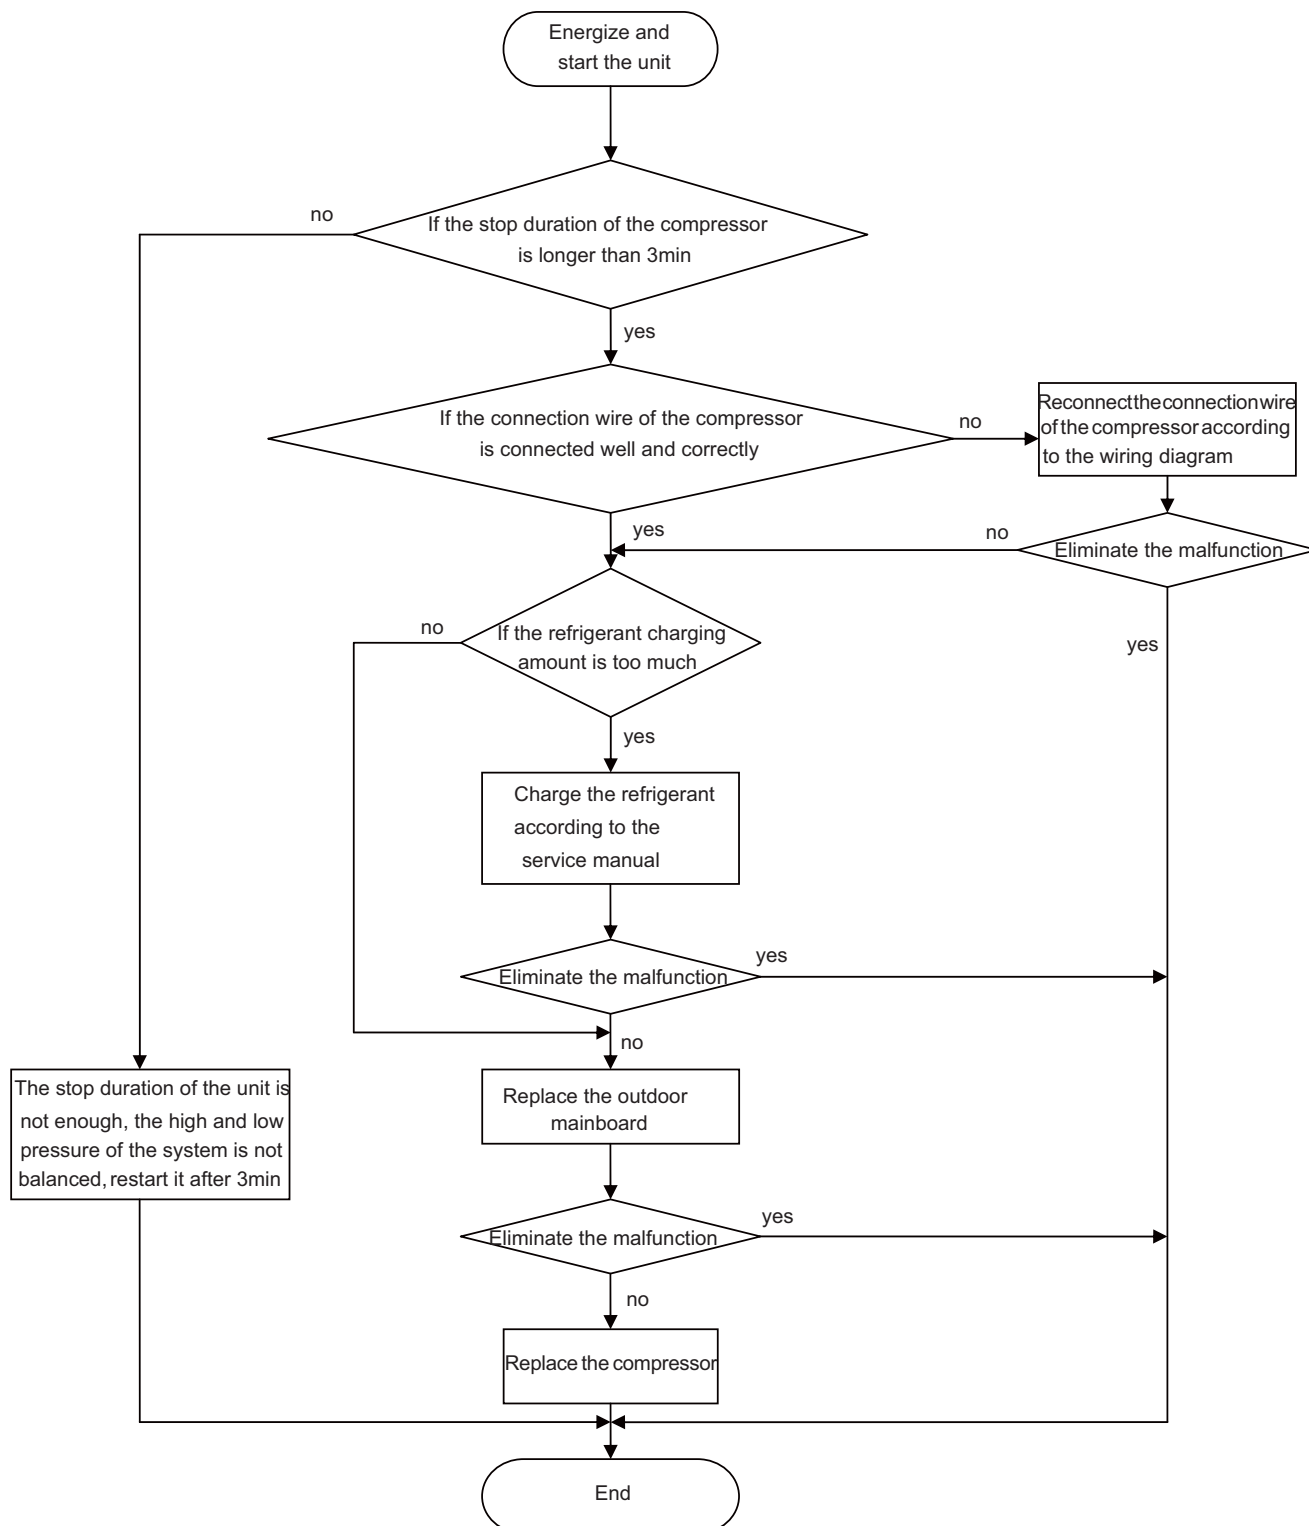 Energize and
start the unit
no
If the stop duration of the compressor
is longer than 3min
yes
If the connection wire of the compressor
is connected well and correctly
no
Reconnect the connection wire
of the compressor according
to the wiring diagram
yes
no
Eliminate the malfunction
no
If the refrigerant charging
amount is too much
yes
yes
Charge the refrigerant
according to the
service manual
Eliminate the malfunction
yes
no
The stop duration of the unit is
not enough, the high and low
pressure of the system is not
balanced, restart it after 3min
Replace the outdoor
mainboard
Eliminate the malfunction
yes
no
Replace the compressor
End